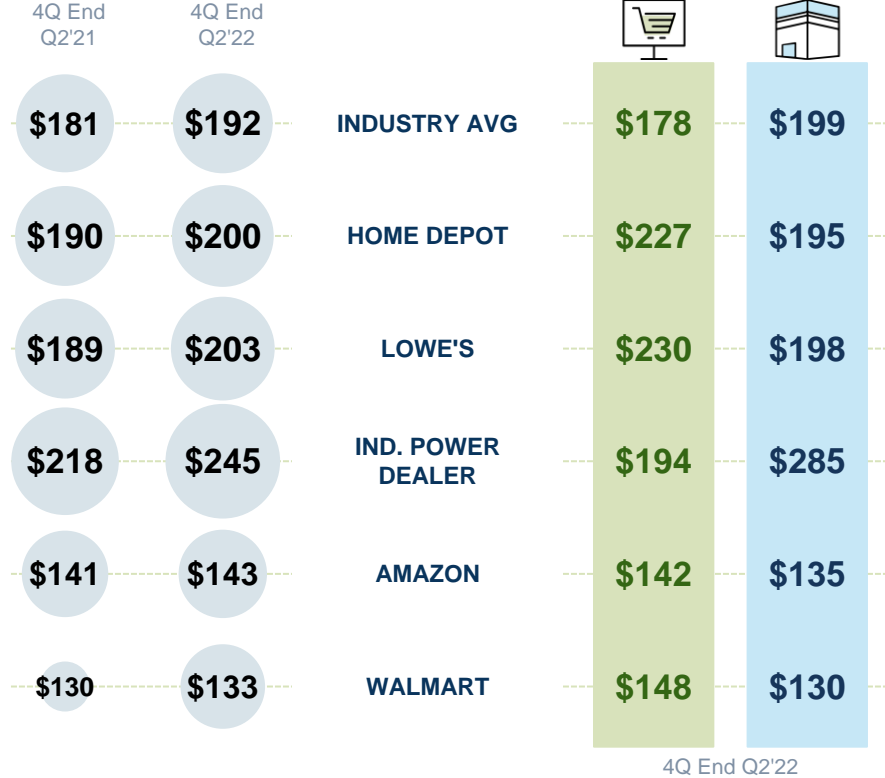 4Q End
Q2'21
4Q End
Q2'22
$181
$192
INDUSTRY AVG
$178
$199
$190
$200
HOME DEPOT
$227
$195
$189
$203
LOWE'S
$230
$198
$218
$245
IND. POWER
DEALER
$194
$285
$141
$143
AMAZON
$142
$135
$130
$133
WALMART
$148
$130
4Q End Q2'22